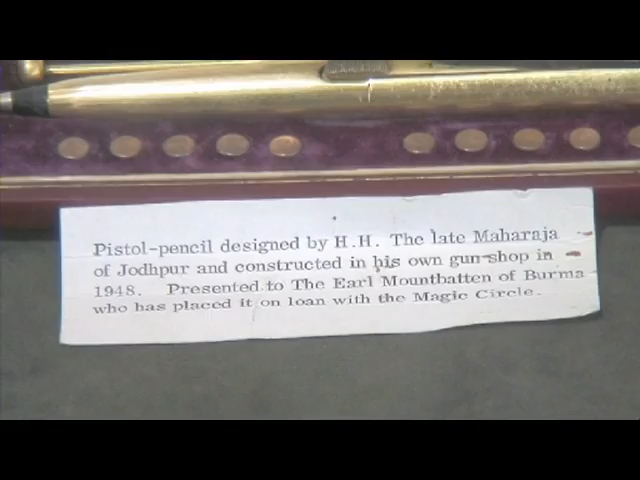 Pistol-pencil designed by H.H. The late Maharaja
of Jodhpur and constructed in his own gun shop in
1948. Presented to The Earl Mountbatten of Burma
who has placed it on loan with the Magic Circle.